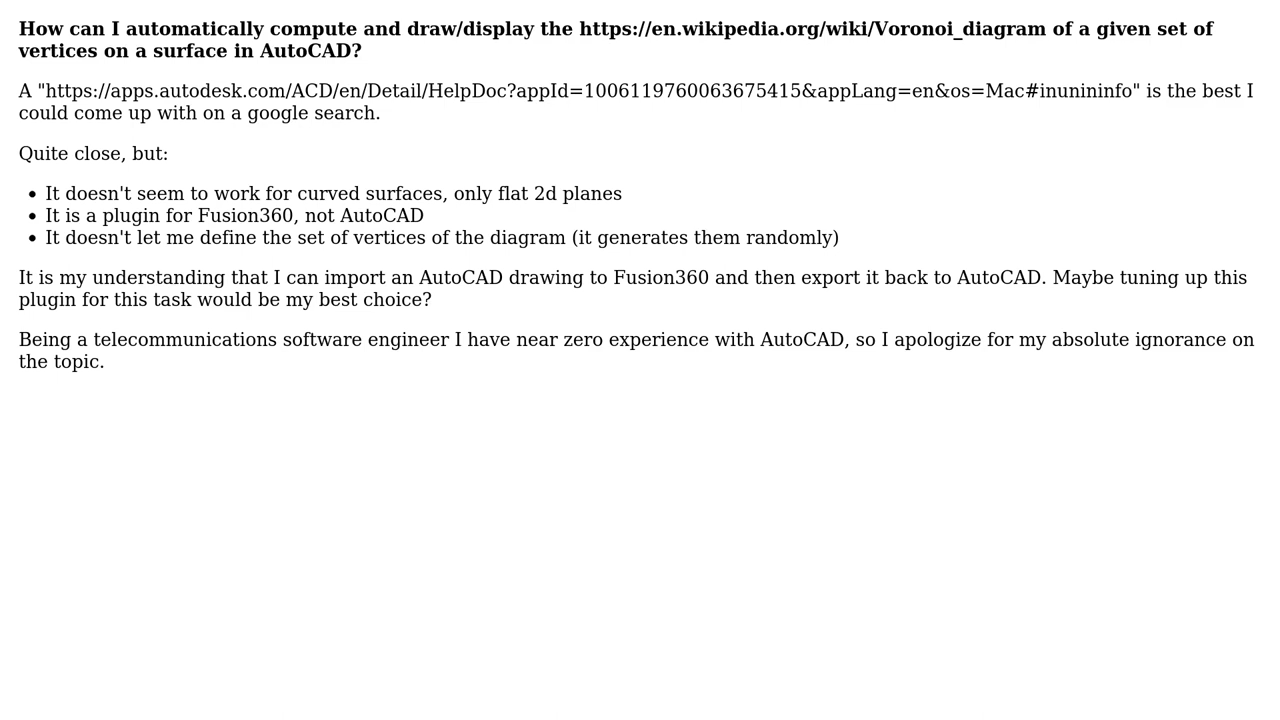 How can I automatically compute and draw/display the https://en.wikipedia.org/wiki/Voronoi_diagram of a given set of
vertices on a surface in AutoCAD?
A "https://apps.autodesk.com/ACD/en/Detail/HelpDoc?appId=1006119760063675415&appLang=en&os=Mac#inunininfo" is the best I
could come up with on a google search.
Quite close, but:
• It doesn't seem to work for curved surfaces, only flat 2d planes
• It is a plugin for Fusion360, not AutoCAD
• It doesn't let me define the set of vertices of the diagram (it generates them randomly)
It is my understanding that I can import an AutoCAD drawing to Fusion360 and then export it back to AutoCAD. Maybe tuning up this
plugin for this task would be my best choice?
Being a telecommunications software engineer I have near zero experience with AutoCAD, so I apologize for my absolute ignorance on
the topic.